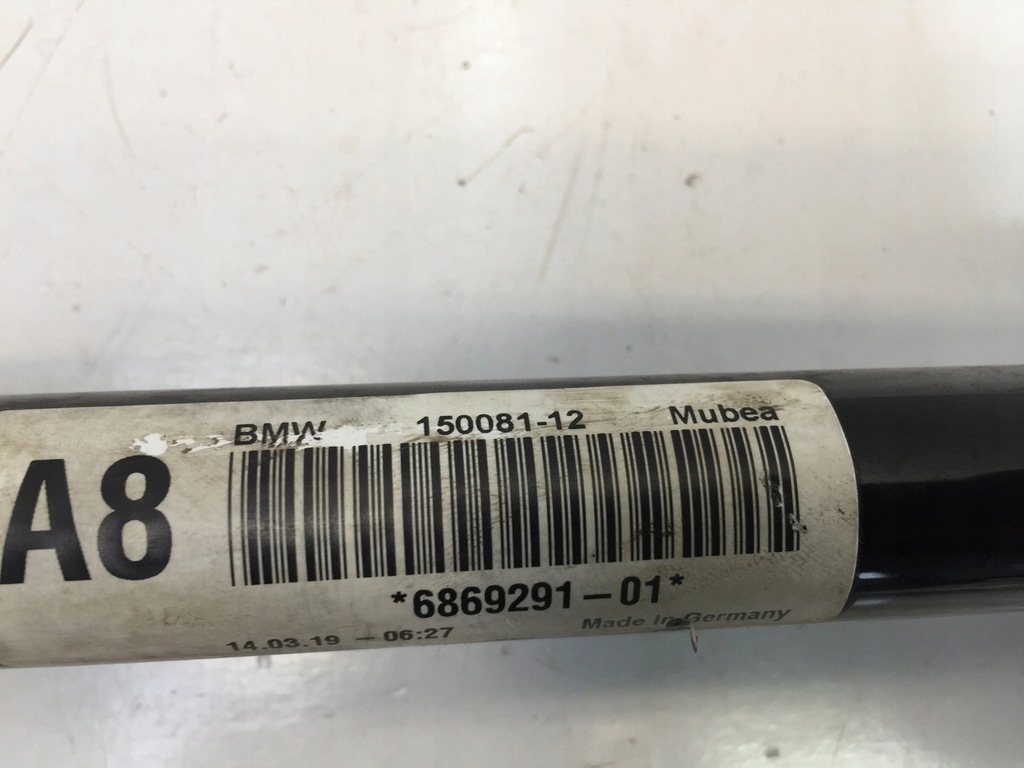 BMW 150081-12 Mubea
A8
*6869291-01*
14.03.19 - 06:27 Made in Germany